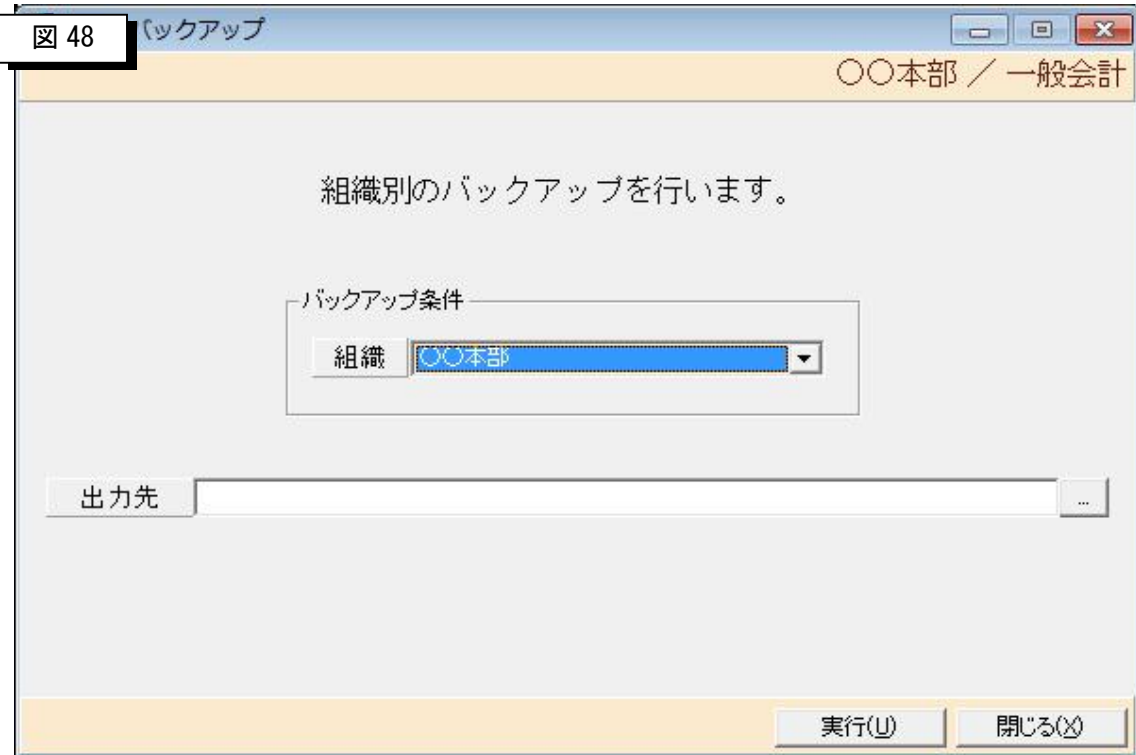 図 48
バックアップ
〇〇本部 ／ 一般会計
組織別のバックアップを行います。
バックアップ条件
組織
〇〇本部
出力先
...
実行(U)
閉じる(X)